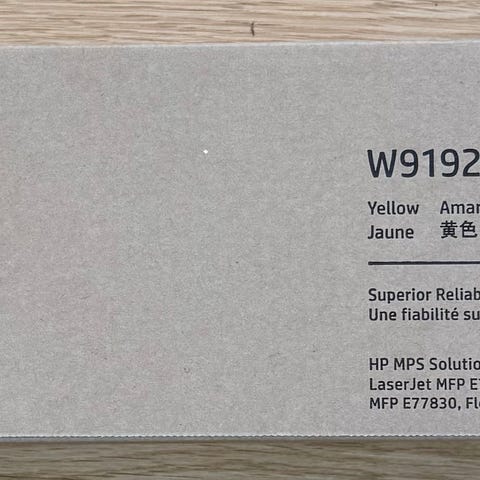 W9192
Yellow Amar
Jaune 黄色
Superior Reliab
Une fiabilité su
HP MPS Solutio
LaserJet MFP E
MFP E77830, Fl